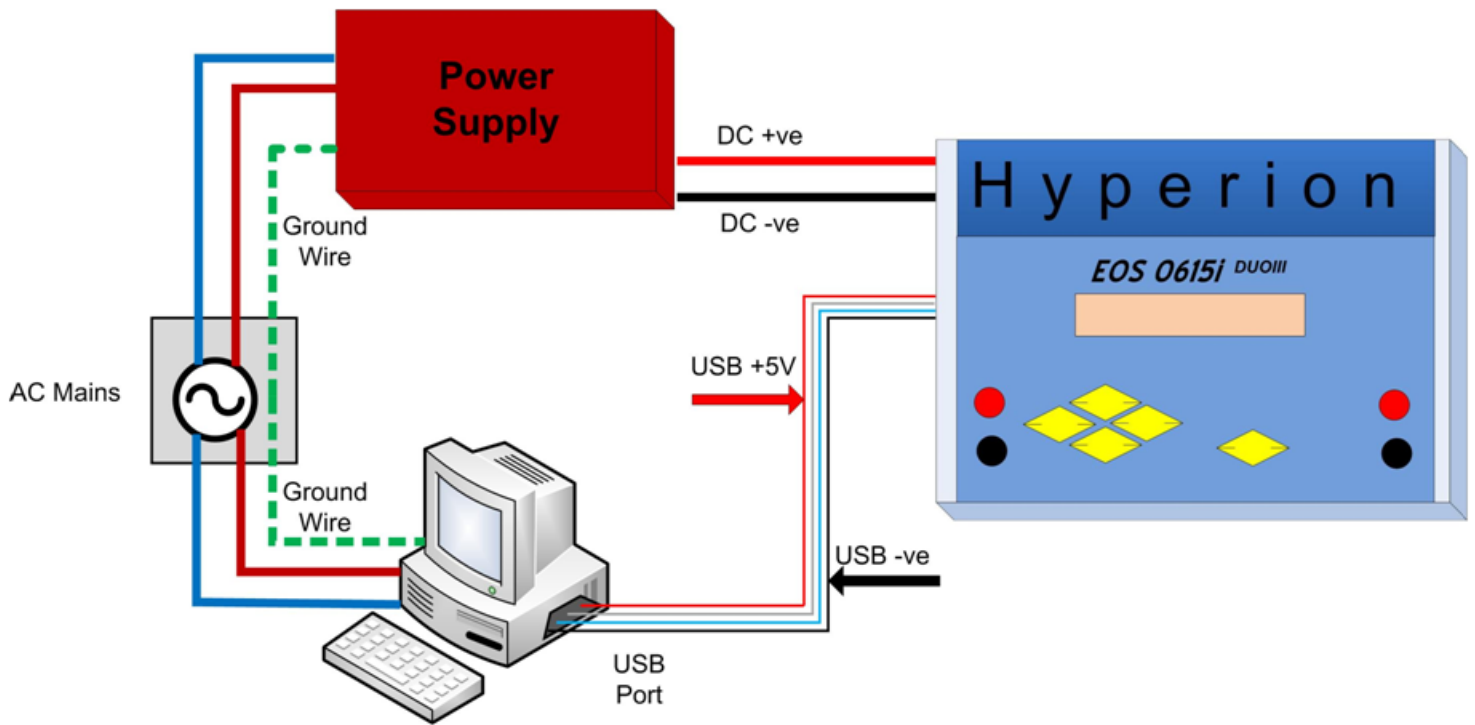 Power
Supply
DC +ve
DC -ve
Hyperion
EOS 0615i DUOIII
Ground
Wire
USB +5V
AC Mains
Ground
Wire
USB -ve
USB
Port